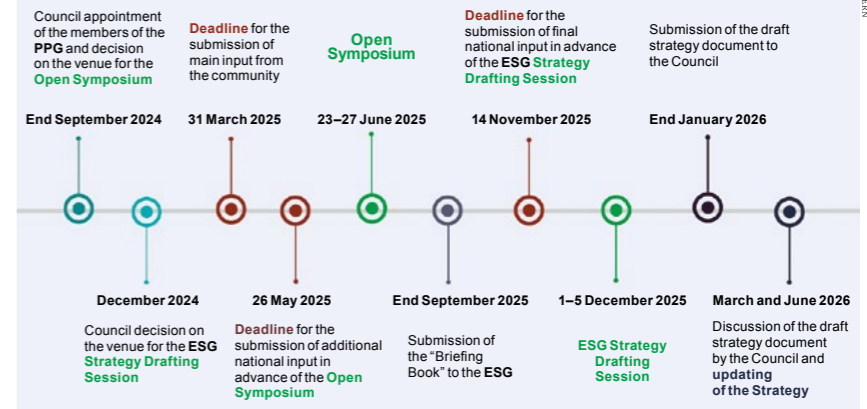 Council appointment
of the members of the
PPG and decision
on the venue for the
Open Symposium
End September 2024
Deadline for the
submission of
main input from
the community
31 March 2025
Open
Symposium
23–27 June 2025
Deadline for the
submission of final
national input in advance
of the ESG Strategy
Drafting Session
14 November 2025
Submission of the draft
strategy document to
the Council
End January 2026
December 2024
Council decision on
the venue for the ESG
Strategy Drafting
Session
26 May 2025
Deadline for the
submission of additional
national input in
advance of the Open
Symposium
End September 2025
Submission of
the “Briefing
Book” to the ESG
1–5 December 2025
ESG Strategy
Drafting
Session
March and June 2026
Discussion of the draft
strategy document
by the Council and
updating
of the Strategy